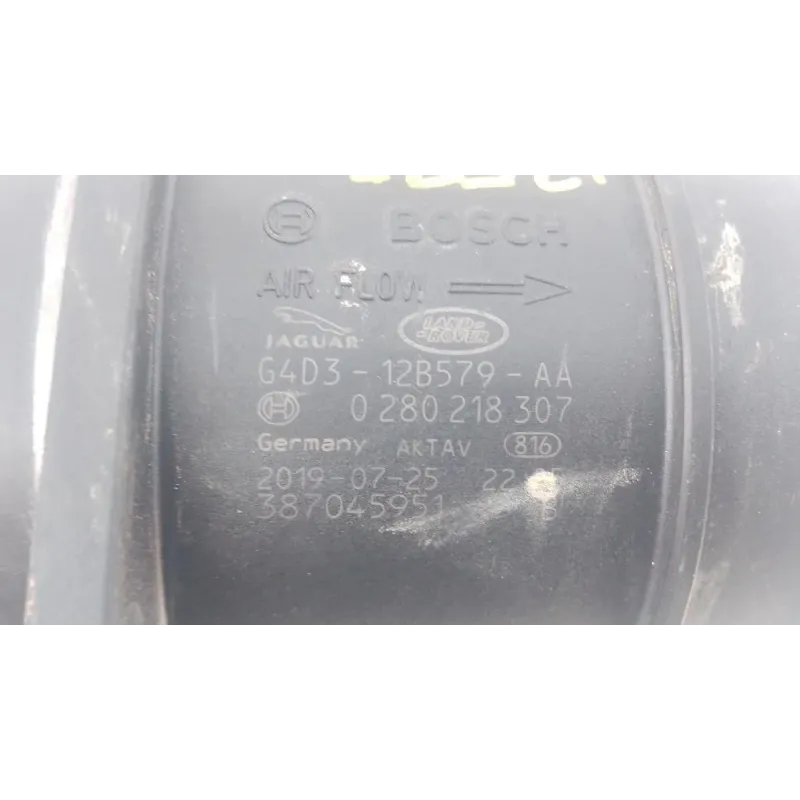 BOSCH
AIR FLOW
JAGUAR LAND-ROVER
G4D3-12B579-AA
0 280 218 307
Germany AKTAV 816
2019-07-25 22
387045951